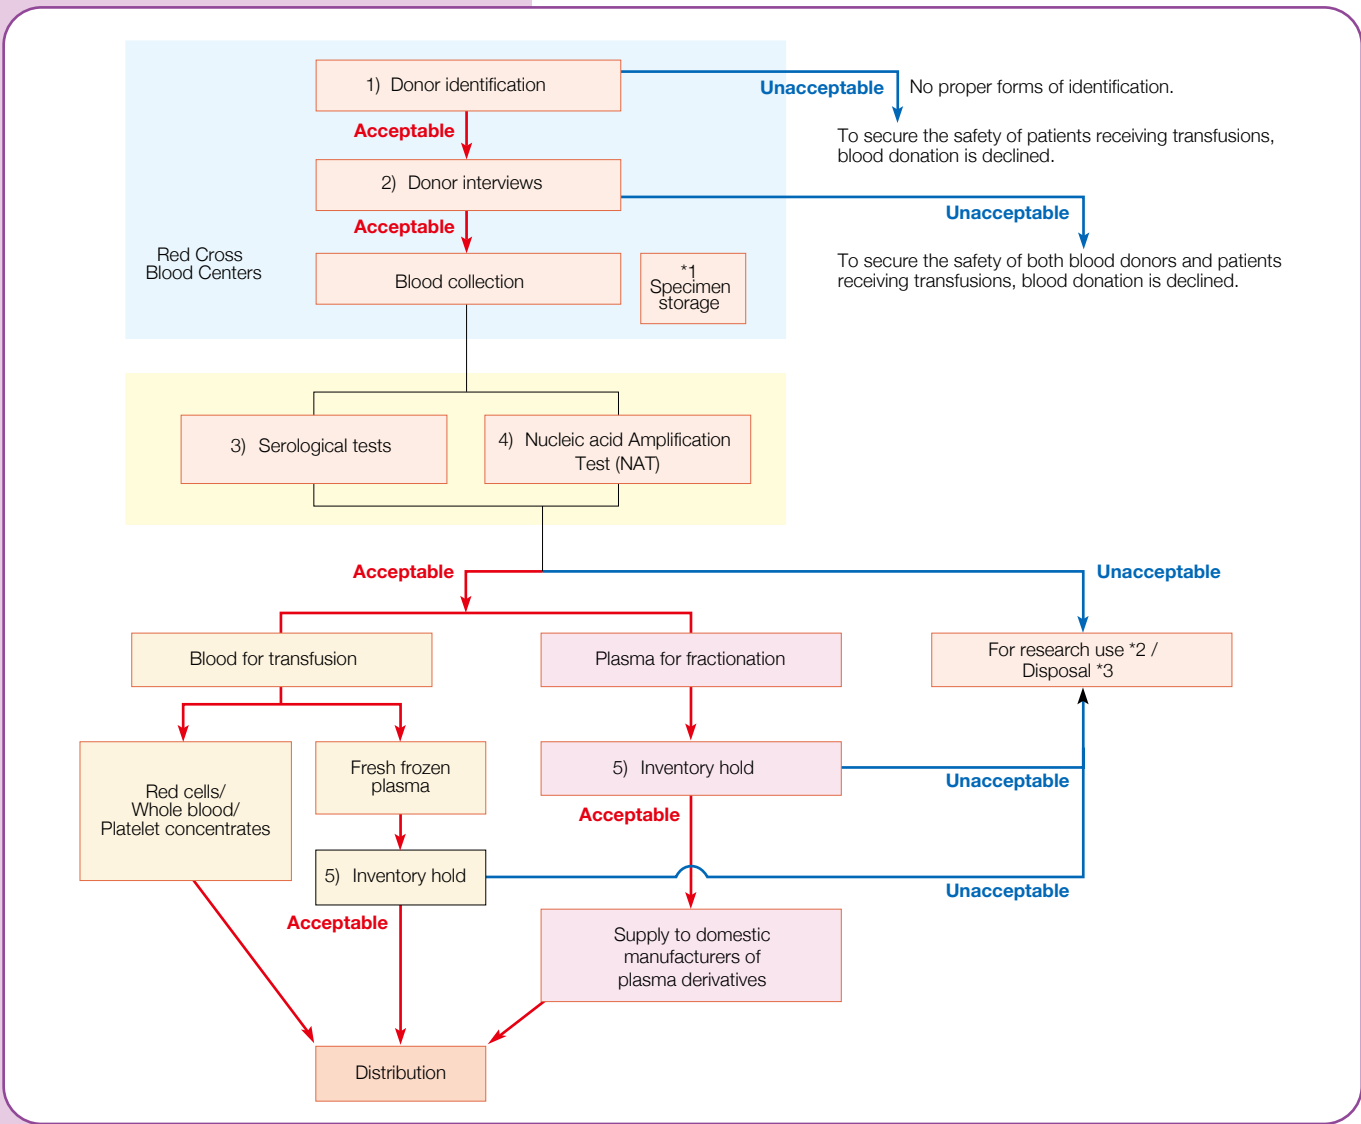 1) Donor identification
Unacceptable
No proper forms of identification.
Acceptable
To secure the safety of patients receiving transfusions,
blood donation is declined.
2) Donor interviews
Unacceptable
Acceptable
To secure the safety of both blood donors and patients
receiving transfusions, blood donation is declined.
Red Cross
Blood Centers
Blood collection
*1
Specimen
storage
3) Serological tests
4) Nucleic acid Amplification
Test (NAT)
Acceptable
Unacceptable
Blood for transfusion
Plasma for fractionation
For research use *2 /
Disposal *3
Red cells/
Whole blood/
Platelet concentrates
Fresh frozen
plasma
5) Inventory hold
Unacceptable
Acceptable
5) Inventory hold
Unacceptable
Acceptable
Supply to domestic
manufacturers of
plasma derivatives
Distribution